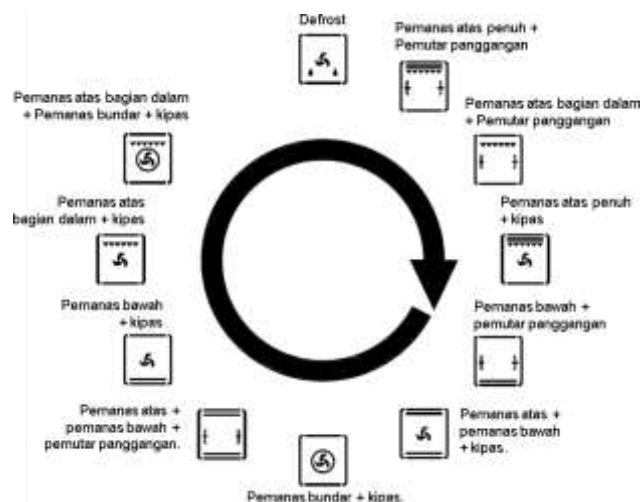 Defrost
Pemanas atas penuh +
Pemutar panggangan
Pemanas atas bagian dalam
+ Pemutar panggangan
Pemanas atas penuh
+ kipas
Pemanas bawah +
pemutar panggangan
Pemanas atas +
pemanas bawah
+ kipas.
Pemanas bundar + kipas.
Pemanas atas +
pemanas bawah +
pemutar panggangan.
Pemanas bawah
+ kipas
Pemanas atas
bagian dalam + kipas
Pemanas atas bagian dalam
+ Pemanas bundar + kipas